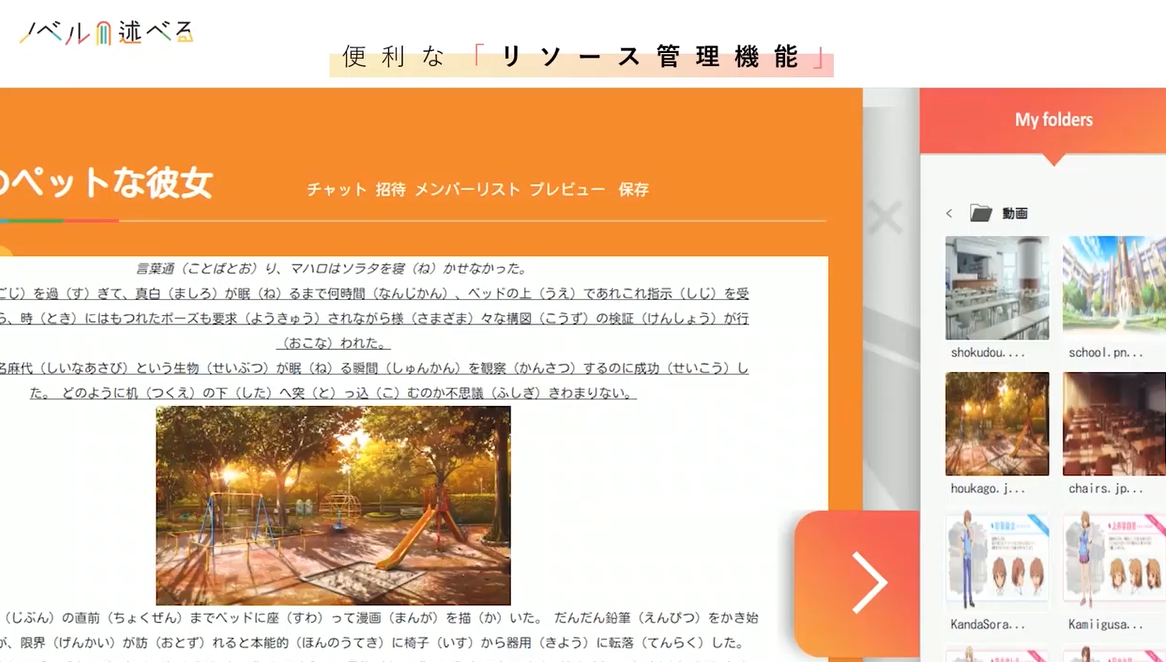 ノベル 述べる
便利な「リソース管理機能」
My folders
のペットな彼女
チャット 招待 メンバーリスト プレビュー 保存
動画
言葉通（ことばとお）り、マハロはソラタを寝（ね）かせなかった。
ごじ）を過（す）ぎて、真白（ましろ）が眠（ね）るまで何時間（なんじかん）、ベッドの上（うえ）であれこれ指示（しじ）を受
ら、時（とき）にはもつれたポーズも要求（ようきゅう）されながら様（さまざま）々な構図（こうず）の検証（けんしょう）が行
（おこな）われた。
名麻代（しいなあさび）という生物（せいぶつ）が眠（ね）る瞬間（しゅんかん）を観察（かんさつ）するのに成功（せいこう）し
た。 どのように机（つくえ）の下（した）へ突（と）っ込（こ）むのか不思議（ふしぎ）きわまりない。
shokudou.... school.pn...
houkago.j... chairs.jp...
KandaSora... Kamiigusa...
（じぶん）の直前（ちょくぜん）までベッドに座（すわ）って漫画（まんが）を描（か）いた。 だんだん鉛筆（えんぴつ）をかき始
が、限界（げんかい）が訪（おとず）れると本能的（ほんのうてき）に椅子（いす）から器用（きよう）に転落（てんらく）した。